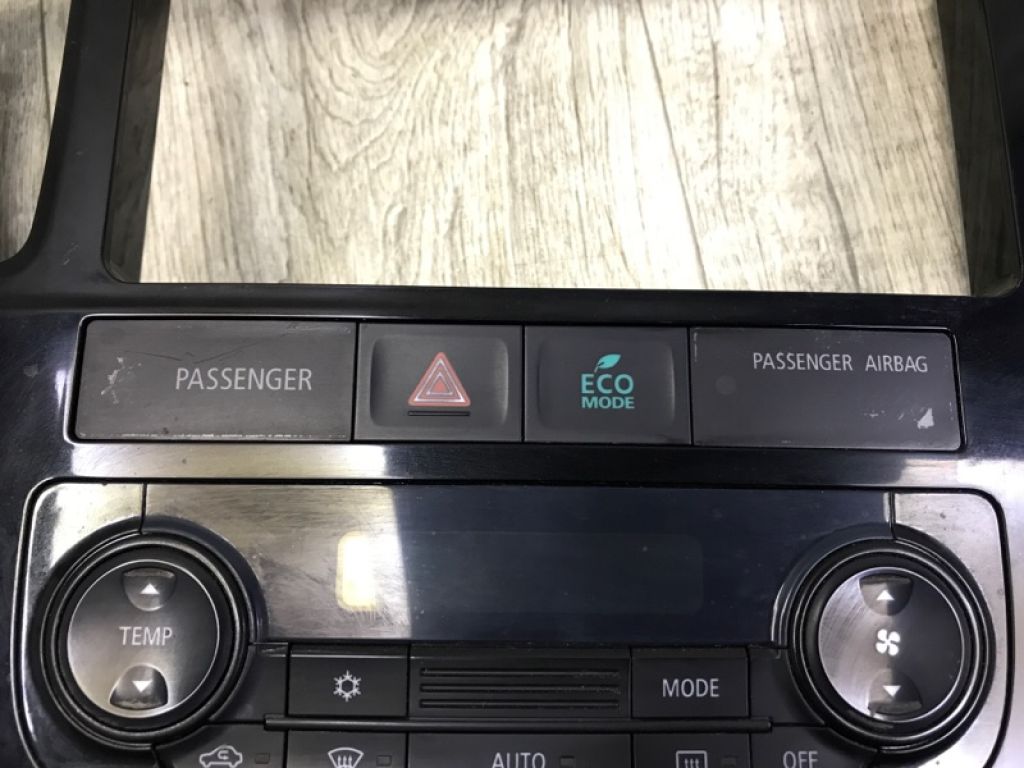 PASSENGER
ECO
MODE
PASSENGER AIRBAG
TEMP
MODE
AUTO
OFF